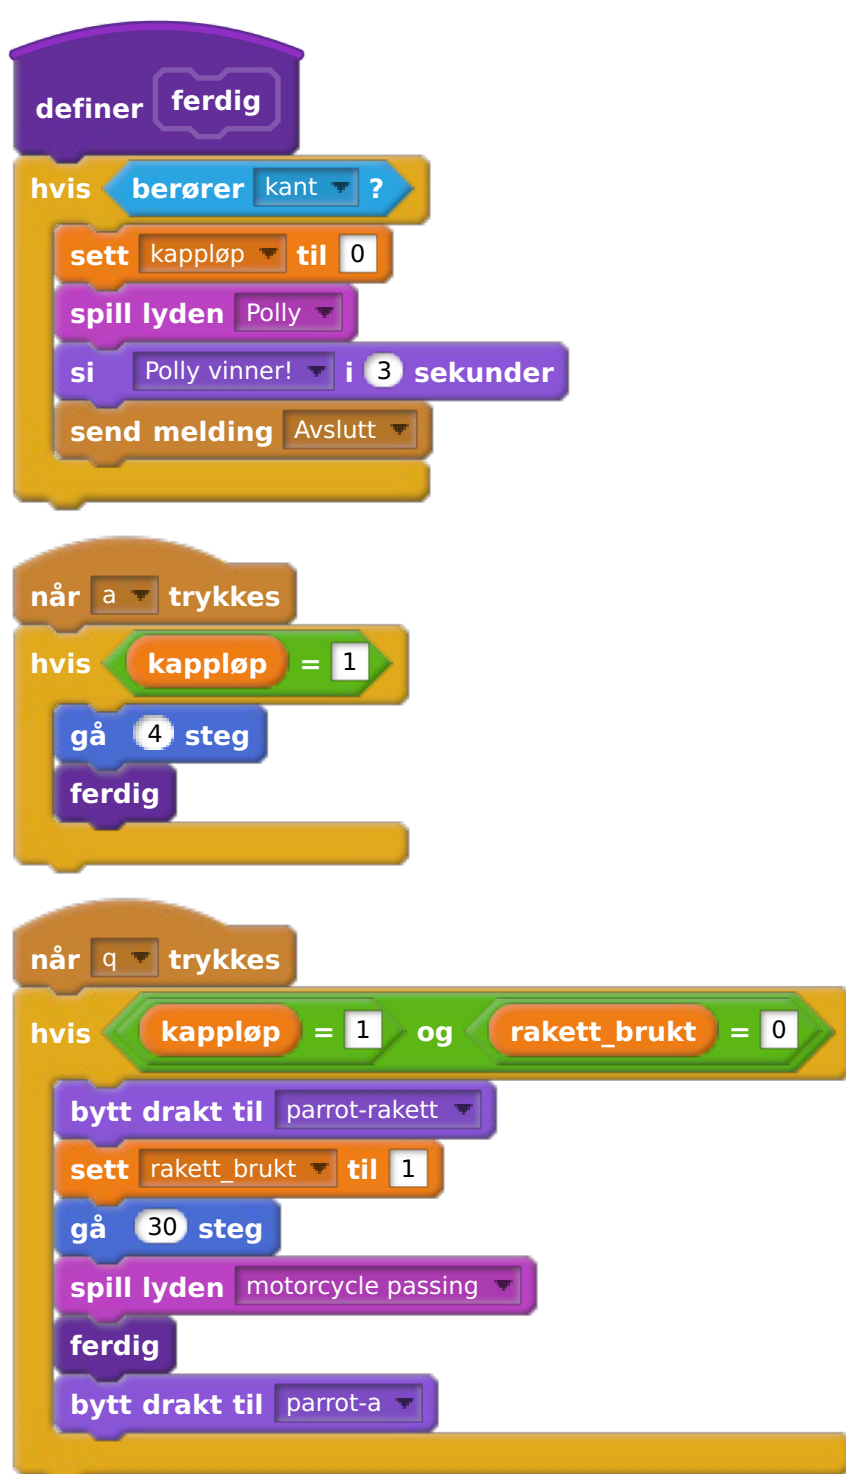 definer ferdig
hvis berører kant ?
sett kappløp til 0
spill lyden Polly
si Polly vinner! i 3 sekunder
send melding Avslutt
når a trykkes
hvis kappløp = 1
gå 4 steg
ferdig
når q trykkes
hvis kappløp = 1 og rakett_brukt = 0
bytt drakt til parrot-rakett
sett rakett_brukt til 1
gå 30 steg
spill lyden motorcycle passing
ferdig
bytt drakt til parrot-a